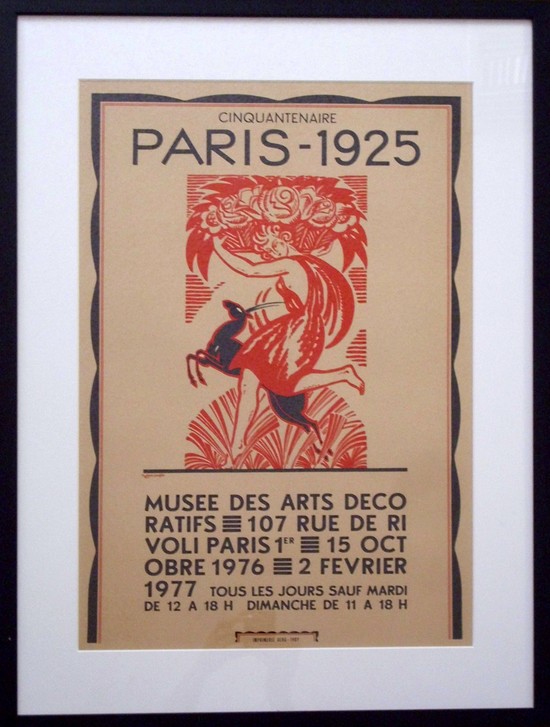 CINQUANTENAIRE
PARIS-1925
MUSEE DES ARTS DECO
RATIFS 107 RUE DE RI
VOLI PARIS 1ER 15 OCT
OBRE 1976 2 FEVRIER
1977 TOUS LES JOURS SAUF MARDI
DE 12 A 18 H DIMANCHE DE 11 A 18 H